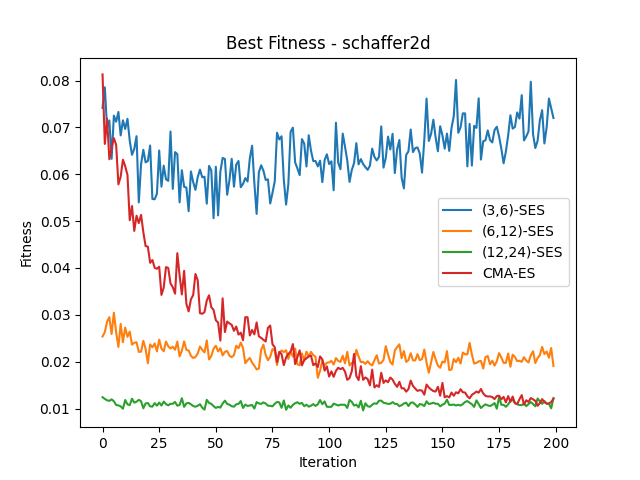 Best Fitness - schaffer2d
Fitness
0.08
0.07
0.06
0.05
0.04
0.03
0.02
0.01
(3,6)-SES
(6,12)-SES
(12,24)-SES
CMA-ES
0 25 50 75 100 125 150 175 200
Iteration